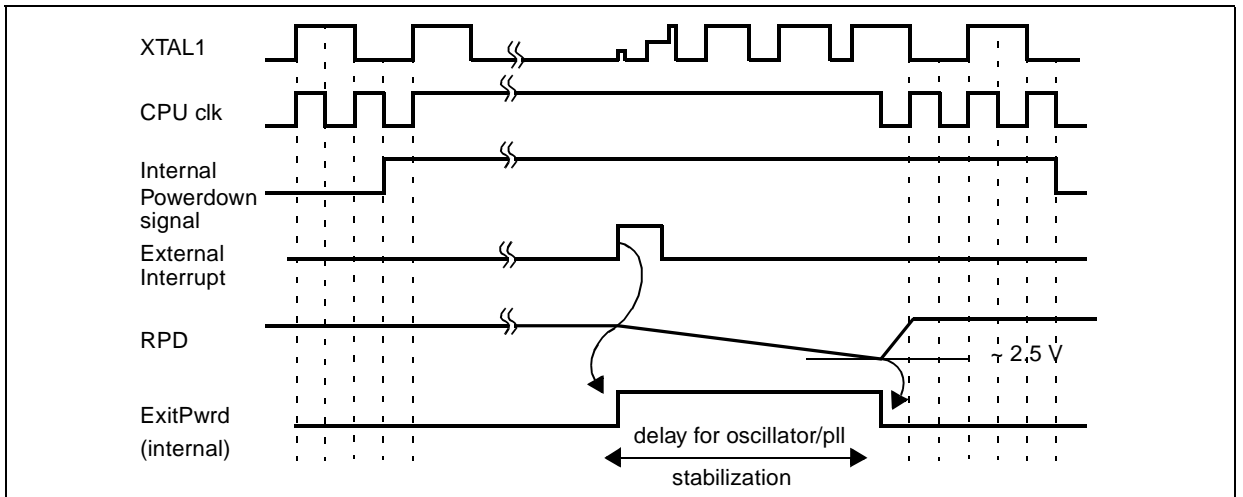 XTAL1
CPU clk
Internal
Powerdown
signal
External
Interrupt
RPD
~ 2.5 V
ExitPwrd
(internal)
delay for oscillator/pll
stabilization